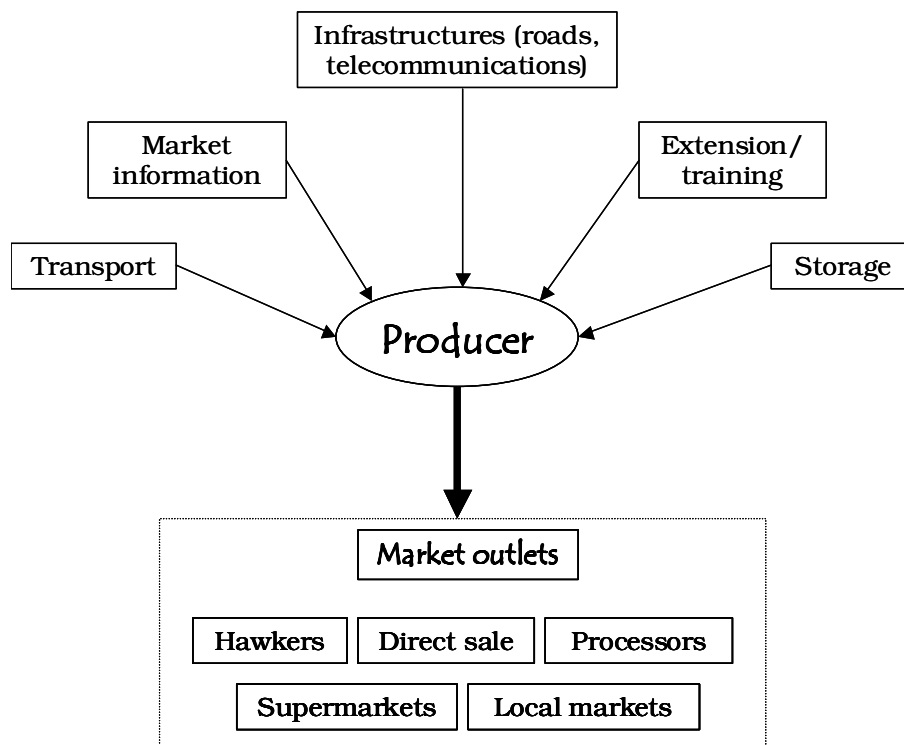 Infrastructures (roads,
telecommunications)
Market
information
Extension/
training
Transport
Storage
Producer
Market outlets
Hawkers
Direct sale
Processors
Supermarkets
Local markets